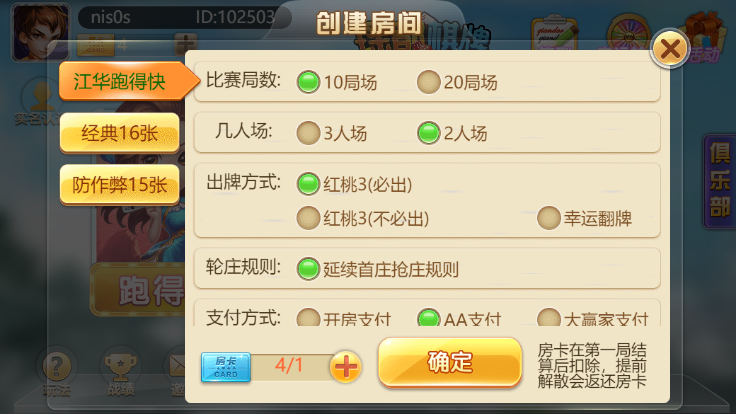 nis0s
ID:102503
创建房间
4
活动
江华跑得快
经典16张
防作弊15张
比赛局数:
10局场
20局场
几人场:
3人场
2人场
出牌方式:
红桃3(必出)
红桃3(不必出)
幸运翻牌
轮庄规则:
延续首庄抢庄规则
支付方式:
开房支付
AA支付
大赢家支付
俱乐部
跑得
房卡
CARD
4/1
确定
房卡在第一局结
算后扣除，提前
解散会返还房卡
玩法
战绩